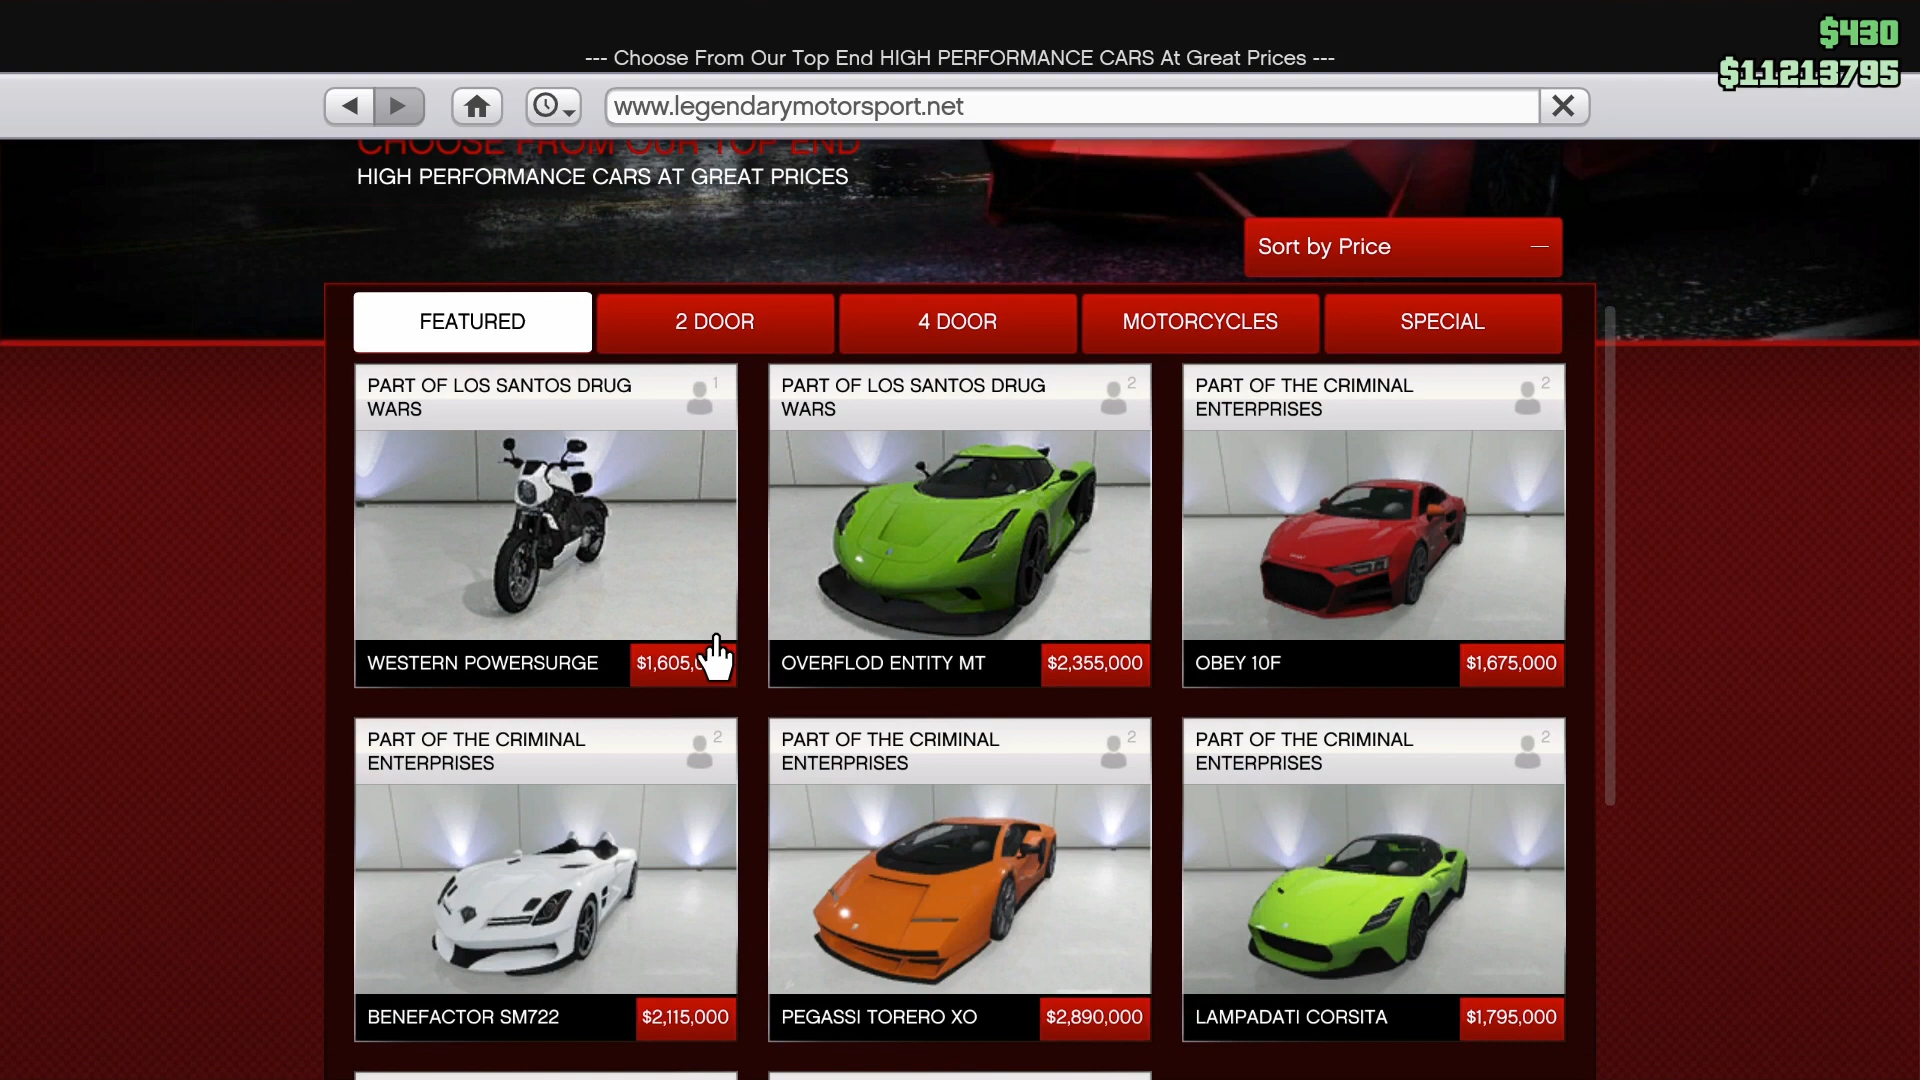 --- Choose From Our Top End HIGH PERFORMANCE CARS At Great Prices ---
$430
$11213795
www.legendarymotorsport.net
CHOOSE FROM OUR TOP END
HIGH PERFORMANCE CARS AT GREAT PRICES
Sort by Price
FEATURED
2 DOOR
4 DOOR
MOTORCYCLES
SPECIAL
PART OF LOS SANTOS DRUG
WARS
1
WESTERN POWERSURGE
PART OF LOS SANTOS DRUG
WARS
2
OVERFLOD ENTITY MT
$2,355,000
PART OF THE CRIMINAL
ENTERPRISES
2
OBEY 10F
$1,675,000
PART OF THE CRIMINAL
ENTERPRISES
2
BENEFACTOR SM722
$2,115,000
PART OF THE CRIMINAL
ENTERPRISES
2
PEGASSI TORERO XO
$2,890,000
PART OF THE CRIMINAL
ENTERPRISES
2
LAMPADATI CORSITA
$1,795,000